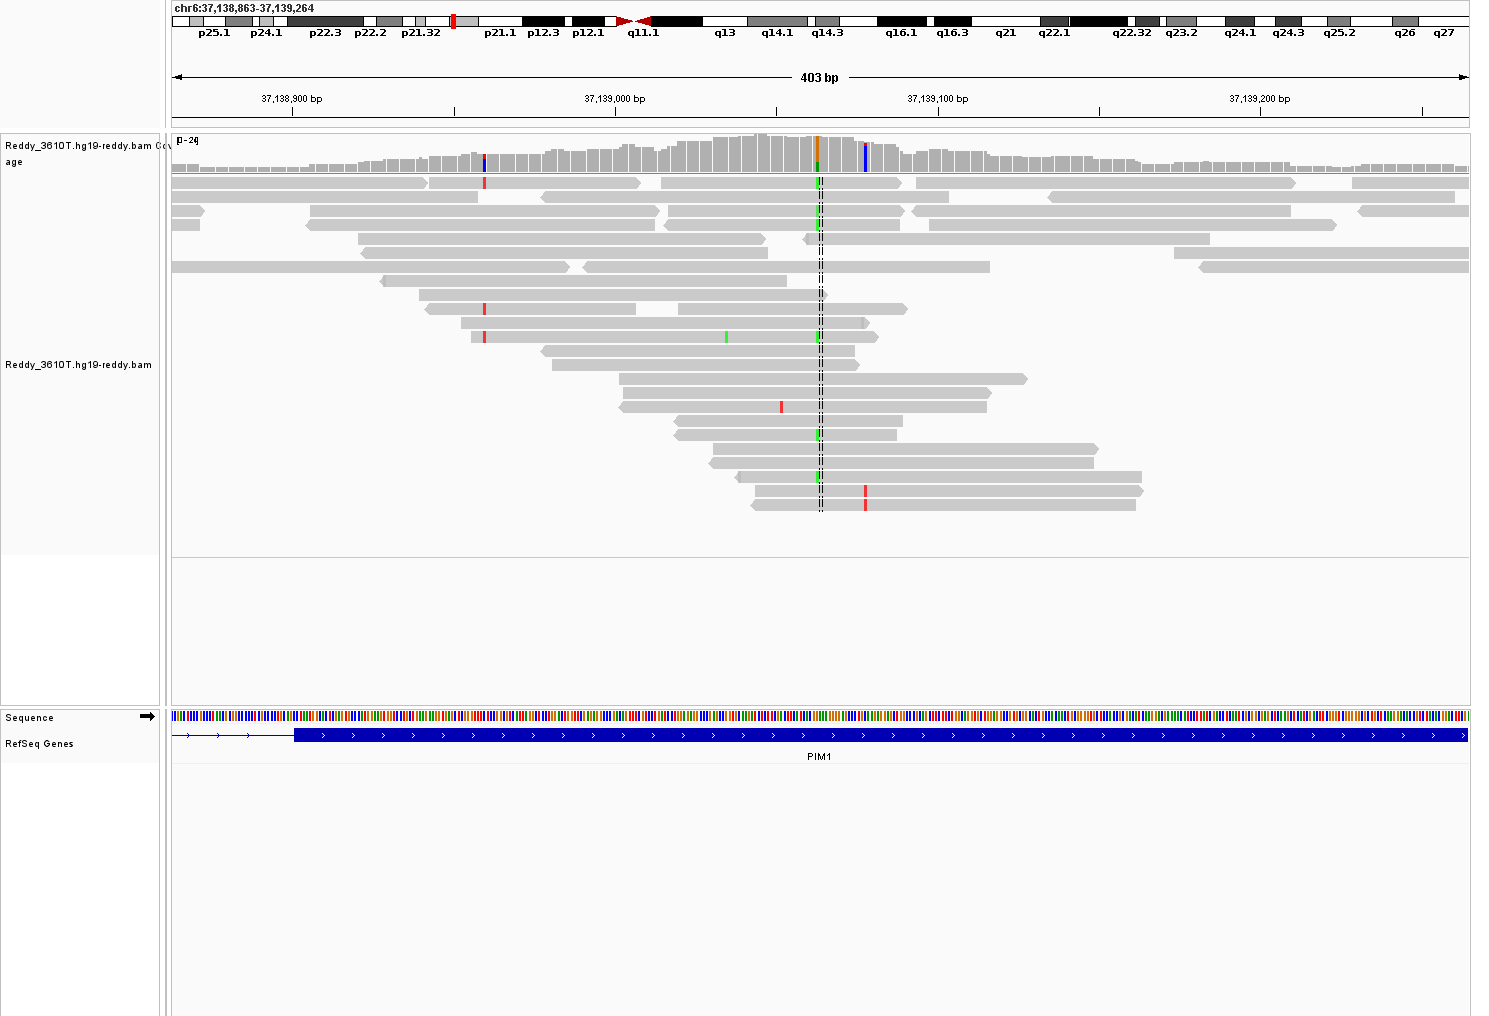 chr6:37,138,863-37,139,264
p25.1 p24.1 p22.3 p22.2 p21.32 p21.1 p12.3 p12.1 q11.1 q13 q14.1 q14.3 q16.1 q16.3 q21 q22.1 q22.32 q23.2 q24.1 q24.3 q25.2 q26 q27
403 bp
37,138,900 bp 37,139,000 bp 37,139,100 bp 37,139,200 bp
[0-24]
Reddy_3610T.hg19-reddy.bam Cov
age
Reddy_3610T.hg19-reddy.bam
Sequence
RefSeq Genes
PIM1